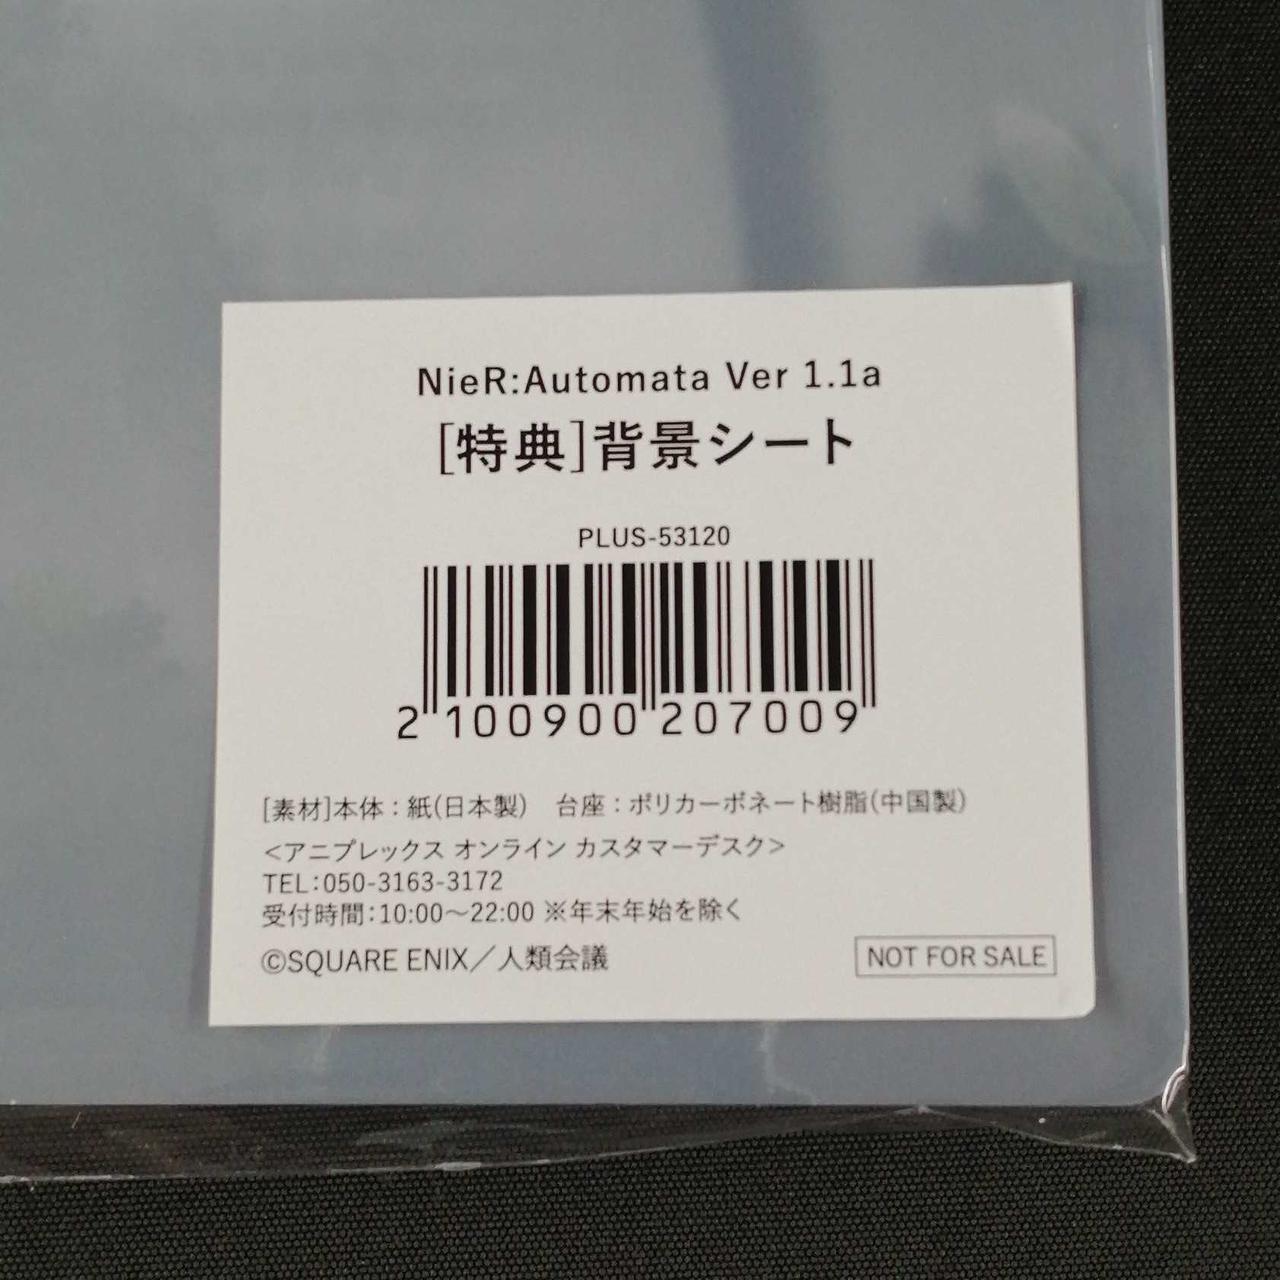 NieR:Automata Ver 1.1a
[特典]背景シート
PLUS-53120
2 100900 207009
[素材]本体：紙(日本製)　台座：ポリカーボネート樹脂(中国製)
<アニプレックス オンライン カスタマーデスク>
TEL:050-3163-3172
受付時間：10:00～22:00 ※年末年始を除く
©SQUARE ENIX／人類会議
NOT FOR SALE